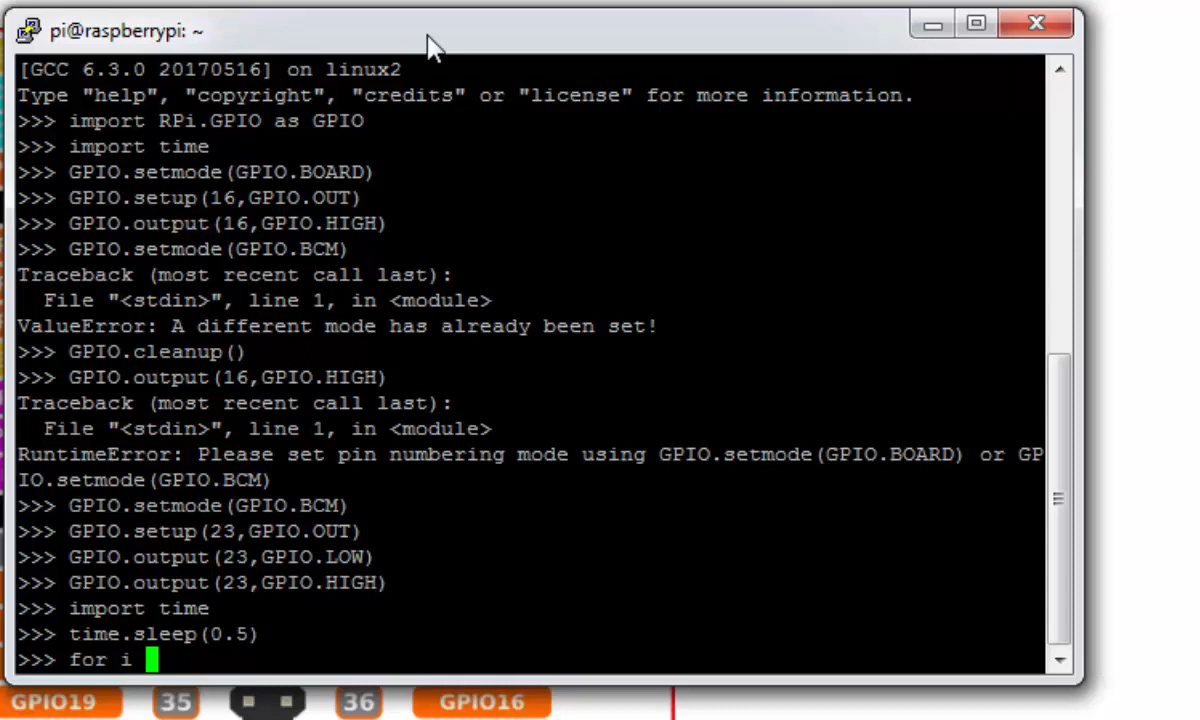 pi@raspberrypi: ~
[GCC 6.3.0 20170516] on linux2
Type "help", "copyright", "credits" or "license" for more information.
>>> import RPi.GPIO as GPIO
>>> import time
>>> GPIO.setmode(GPIO.BOARD)
>>> GPIO.setup(16,GPIO.OUT)
>>> GPIO.output(16,GPIO.HIGH)
>>> GPIO.setmode(GPIO.BCM)
Traceback (most recent call last):
  File "<stdin>", line 1, in <module>
ValueError: A different mode has already been set!
>>> GPIO.cleanup()
>>> GPIO.output(16,GPIO.HIGH)
Traceback (most recent call last):
  File "<stdin>", line 1, in <module>
RuntimeError: Please set pin numbering mode using GPIO.setmode(GPIO.BOARD) or GP
IO.setmode(GPIO.BCM)
>>> GPIO.setmode(GPIO.BCM)
>>> GPIO.setup(23,GPIO.OUT)
>>> GPIO.output(23,GPIO.LOW)
>>> GPIO.output(23,GPIO.HIGH)
>>> import time
>>> time.sleep(0.5)
>>> for i
GPIO19 35 36 GPIO16